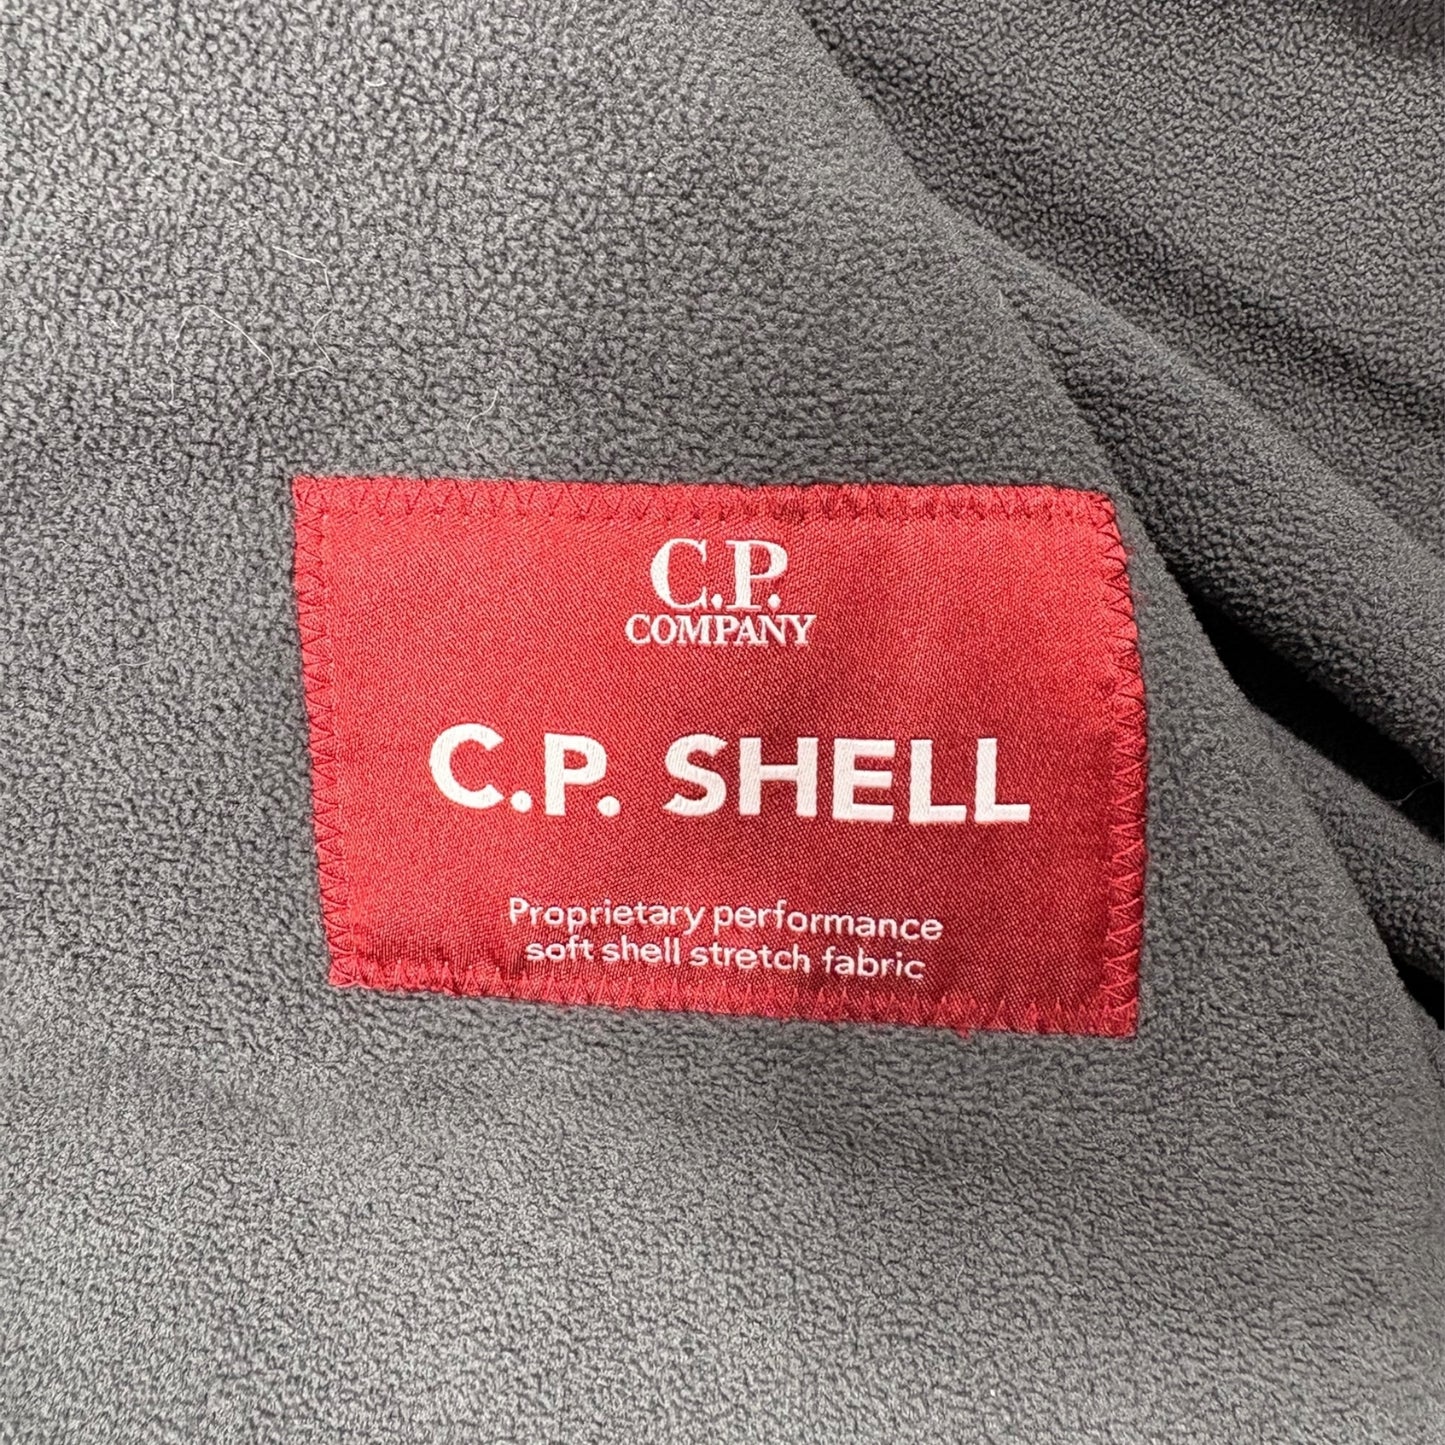 C.P.
COMPANY
C.P. SHELL
Proprietary performance
soft shell stretch fabric